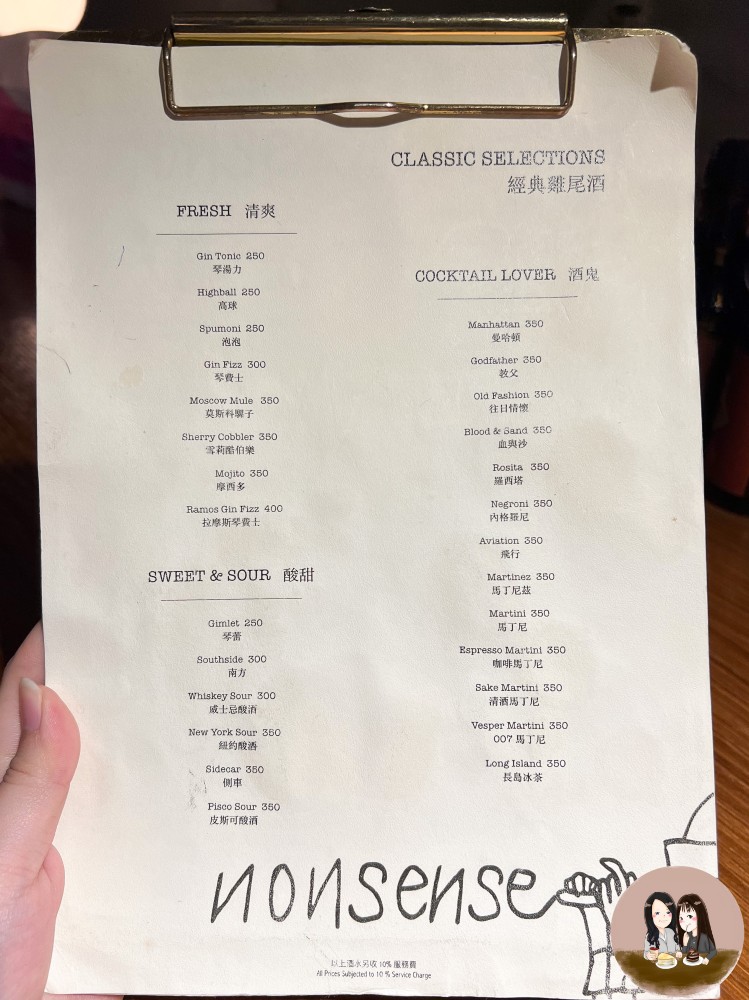 CLASSIC SELECTIONS
經典雞尾酒
FRESH 清爽
Gin Tonic 250
琴湯力
Highball 250
高球
Spumoni 250
泡泡
Gin Fizz 300
琴費士
Moscow Mule 350
莫斯科騾子
Sherry Cobbler 350
雪莉酷伯樂
Mojito 350
摩西多
Ramos Gin Fizz 400
拉摩斯琴費士
SWEET & SOUR 酸甜
Gimlet 250
琴蕾
Southside 300
南方
Whiskey Sour 300
威士忌酸酒
New York Sour 350
紐約酸酒
Sidecar 350
側車
Pisco Sour 350
皮斯可酸酒
COCKTAIL LOVER 酒鬼
Manhattan 350
曼哈頓
Godfather 350
教父
Old Fashion 350
往日情懷
Blood & Sand 350
血與沙
Rosita 350
羅西塔
Negroni 350
內格羅尼
Aviation 350
飛行
Martinez 350
馬丁尼茲
Martini 350
馬丁尼
Espresso Martini 350
咖啡馬丁尼
Sake Martini 350
清酒馬丁尼
Vesper Martini 350
007 馬丁尼
Long Island 350
長島冰茶
nonsense
以上酒水另收 10% 服務費
All Prices Subjected to 10 % Service Charge